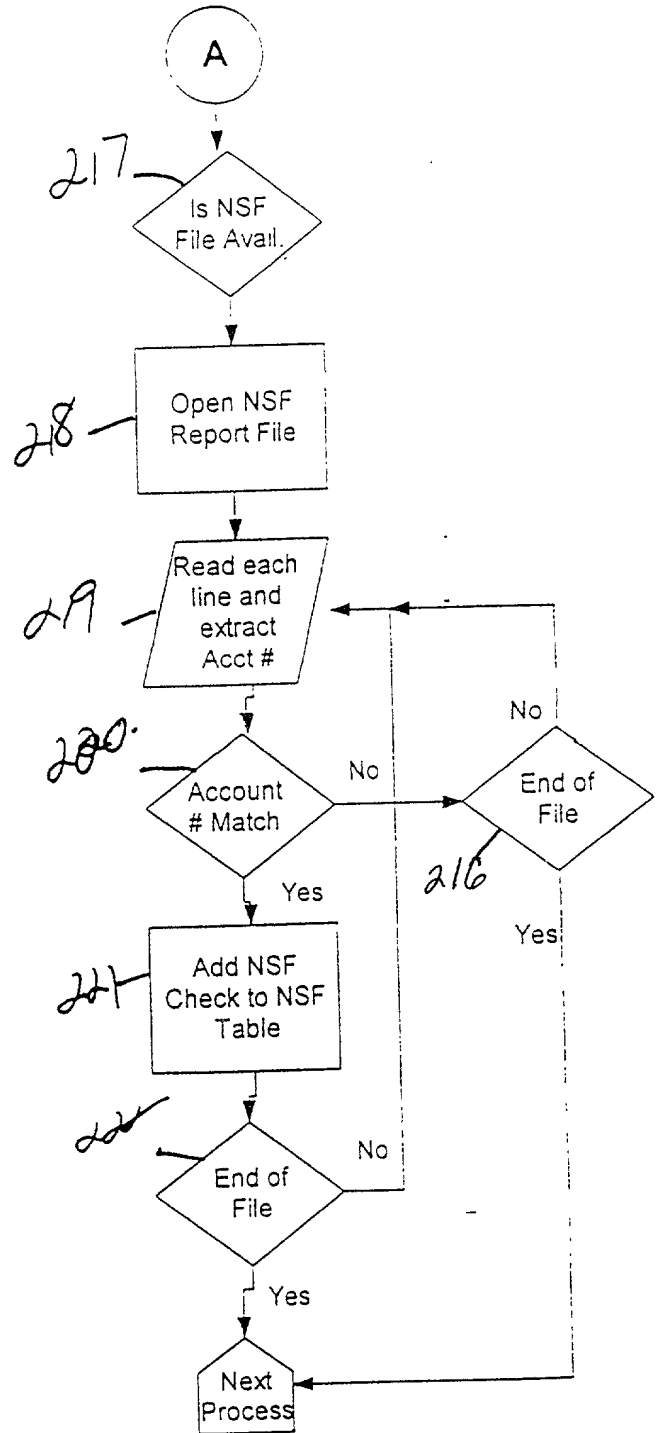 A
217
Is NSF
File Avail.
218
Open NSF
Report File
219
Read each
line and
extract
Acct #
Account
# Match
No
Yes
No
End of
File
216
Yes
221
Add NSF
Check to NSF
Table
End of
File
No
Yes
Next
Process